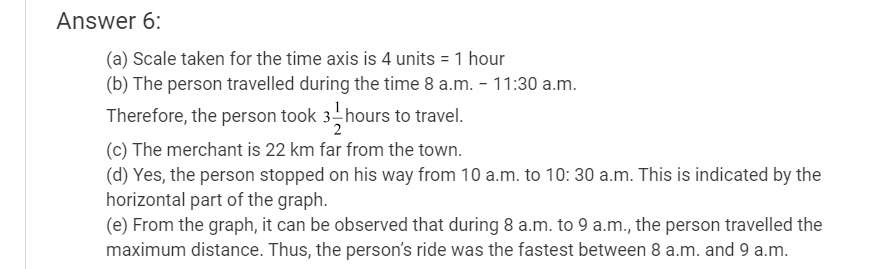 Answer 6:
(a) Scale taken for the time axis is 4 units = 1 hour
(b) The person travelled during the time 8 a.m. − 11:30 a.m.
Therefore, the person took 3 1/2 hours to travel.
(c) The merchant is 22 km far from the town.
(d) Yes, the person stopped on his way from 10 a.m. to 10: 30 a.m. This is indicated by the
horizontal part of the graph.
(e) From the graph, it can be observed that during 8 a.m. to 9 a.m., the person travelled the
maximum distance. Thus, the person's ride was the fastest between 8 a.m. and 9 a.m.